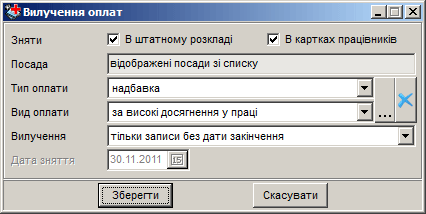 Вилучення оплат
Зняти В штатному розкладі В картках працівників
Посада відображені посади зі списку
Тип оплати надбавка
Вид оплати за високі досягнення у праці ...
Вилучення тільки записи без дати закінчення
Дата зняття 30.11.2011 15
Зберегти Скасувати